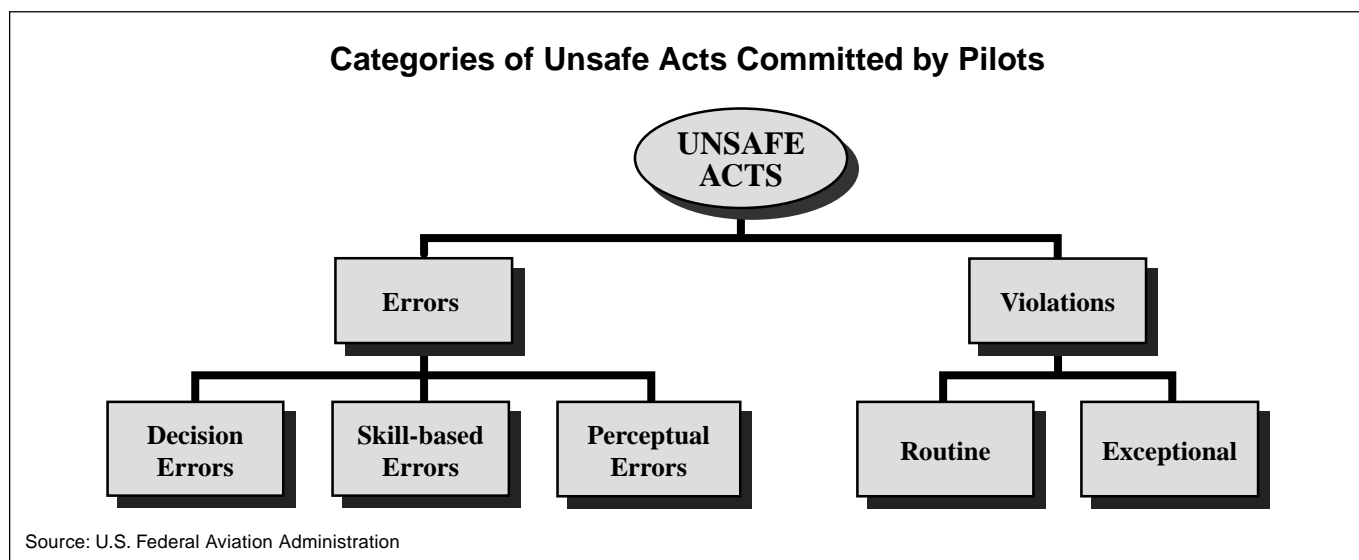 Categories of Unsafe Acts Committed by Pilots
UNSAFE
ACTS
Errors
Violations
Decision
Errors
Skill-based
Errors
Perceptual
Errors
Routine
Exceptional
Source: U.S. Federal Aviation Administration